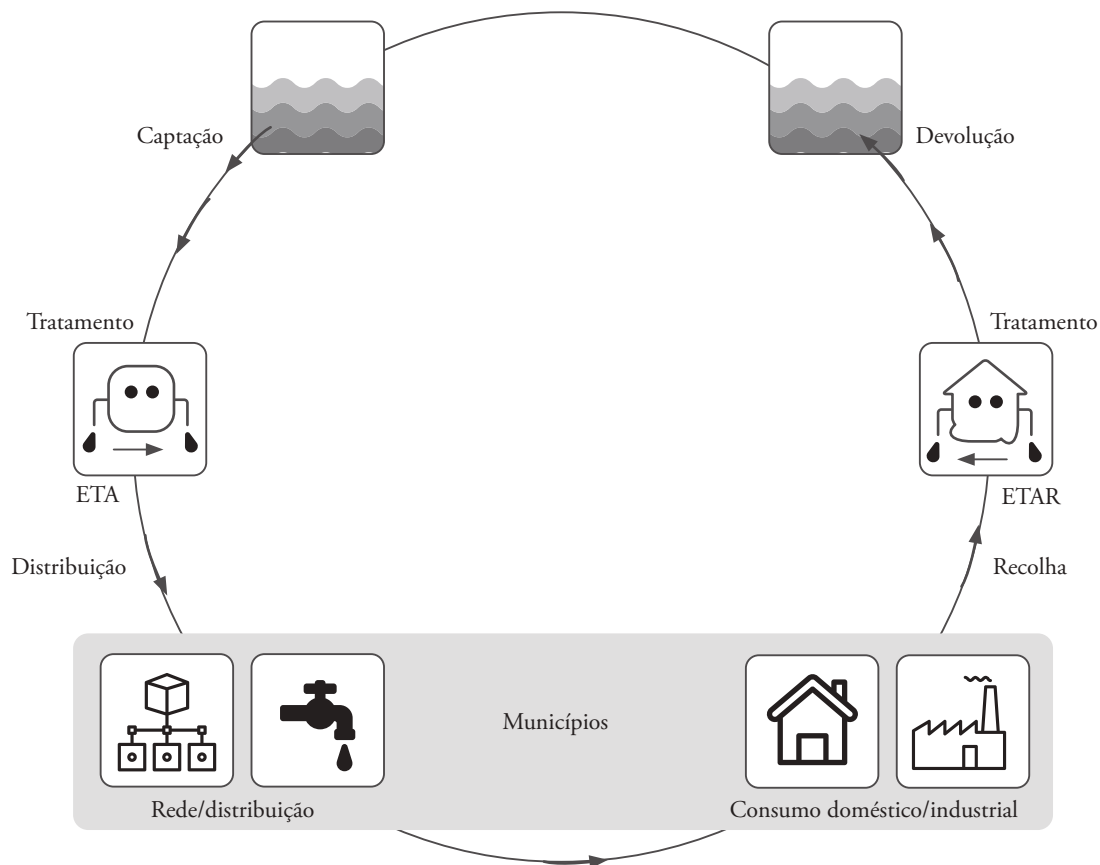 Captação
Devolução
Tratamento
Tratamento
ETA
ETAR
Distribuição
Recolha
Municípios
Rede/distribuição
Consumo doméstico/industrial